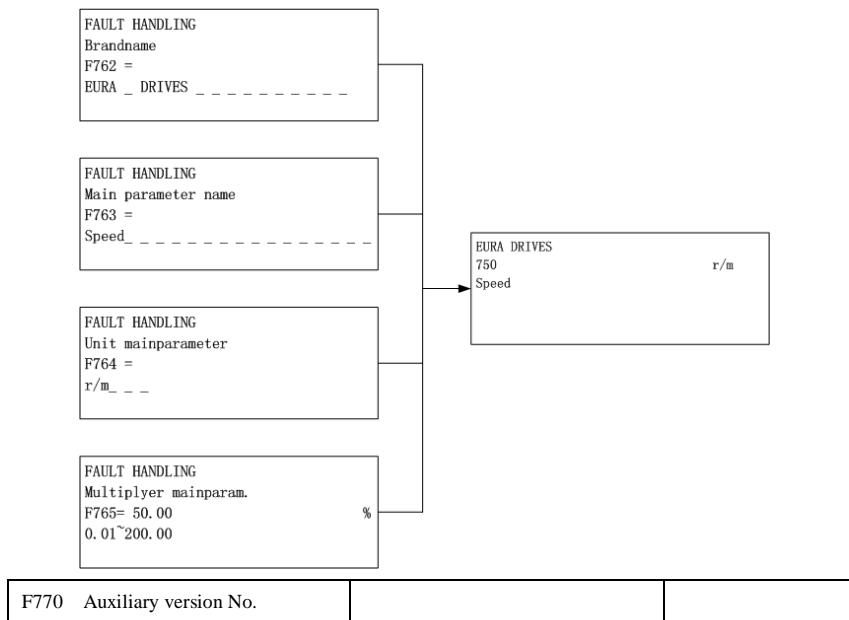 FAULT HANDLING
Brandname
F762 =
EURA _ DRIVES _ _ _ _ _ _ _ _ _ _
FAULT HANDLING
Main parameter name
F763 =
Speed_ _ _ _ _ _ _ _ _ _ _ _ _ _ _ _
EURA DRIVES
750 r/m
Speed
FAULT HANDLING
Unit mainparameter
F764 =
r/m_ _ _
FAULT HANDLING
Multiplyer mainparam.
F765= 50.00 %
0.01~200.00
F770 Auxiliary version No.